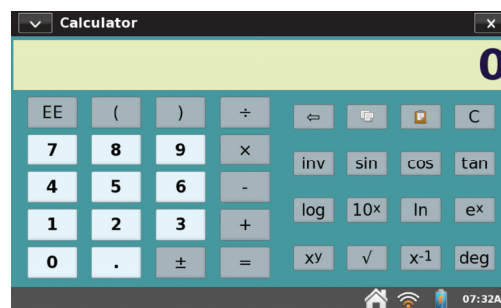 Calculator
0
EE ( ) ÷ ⇦ C
7 8 9 × inv sin cos tan
4 5 6 -
1 2 3 + log 10ˣ ln eˣ
0 . ± = xʸ √ x⁻¹ deg
07:32